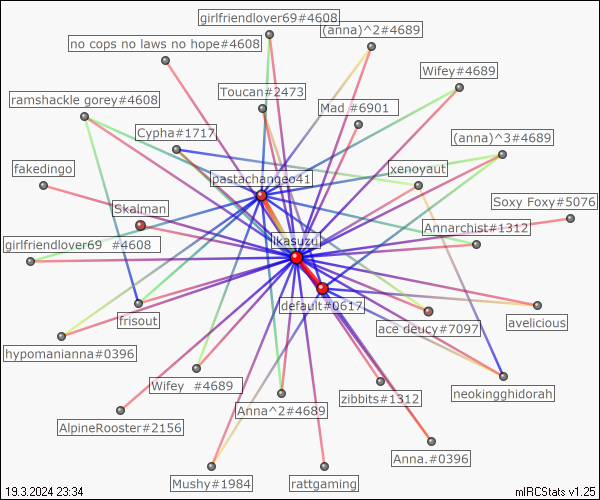 girlfriendlover69#4608
(anna)^2#4689
no cops no laws no hope#4608
Wifey#4689
Toucan#2473
ramshackle gorey#4608
Mad #6901
Cypha#1717
(anna)^3#4689
fakedingo
pastachangeo41
xenoyaut
Soxy Foxy#5076
Skalman
Annarchist#1312
girlfriendlover69 #4608
likasuzu
default#0617
frisout
ace deucy#7097
avelicious
hypomanianna#0396
Wifey #4689
neokingghidorah
zibbits#1312
Anna^2#4689
AlpineRooster#2156
Anna.#0396
Mushy#1984
rattgaming
19.3.2024 23:34
mIRCStats v1.25